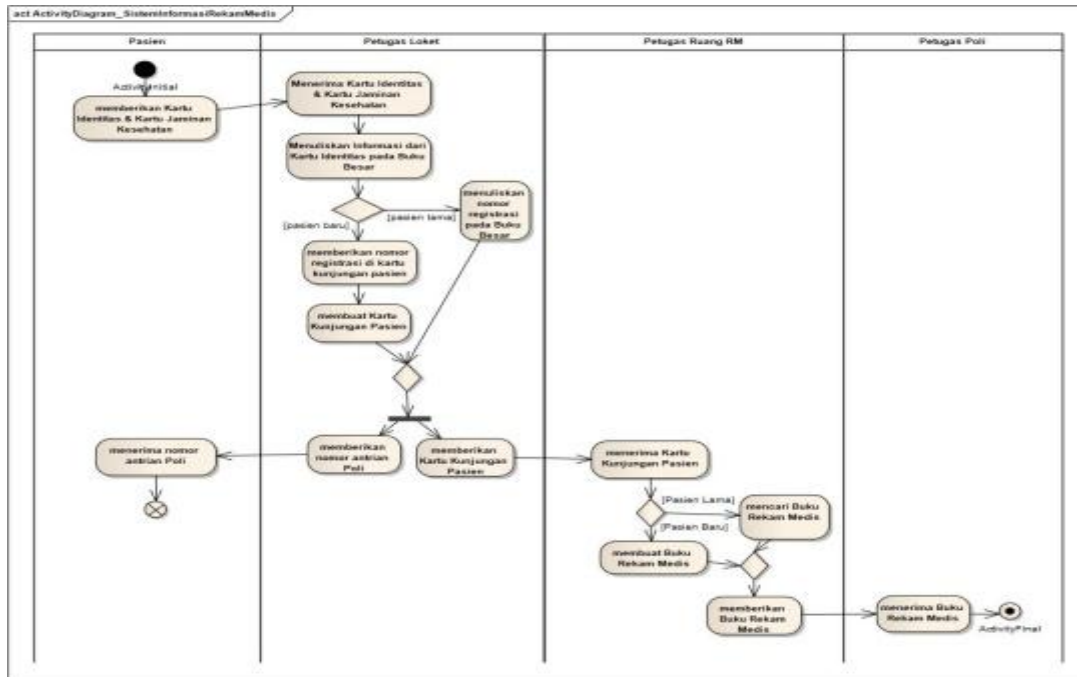 act ActivityDiagram_SistemInformasiRekamMedis
Pasien
Petugas Loket
Petugas Ruang RM
Petugas Poli
ActivityInitial
memberikan Kartu
Identitas & Kartu Jaminan
Kesehatan
Menerima Kartu Identitas
& Kartu Jaminan
Kesehatan
Menuliskan Informasi dari
Kartu Identitas pada Buku
Besar
[pasien lama]
menuliskan
nomor
registrasi
pada Buku
Besar
[pasien baru]
memberikan nomor
registrasi di kartu
kunjungan pasien
membuat Kartu
Kunjungan Pasien
menerima nomor
antrian Poli
memberikan
nomor antrian
Poli
memberikan
Kartu Kunjungan
Pasien
menerima Kartu
Kunjungan Pasien
[Pasien Lama]
mencari Buku
Rekam Medis
[Pasien Baru]
membuat Buku
Rekam Medis
memberikan
Buku Rekam
Medis
menerima Buku
Rekam Medis
ActivityFinal